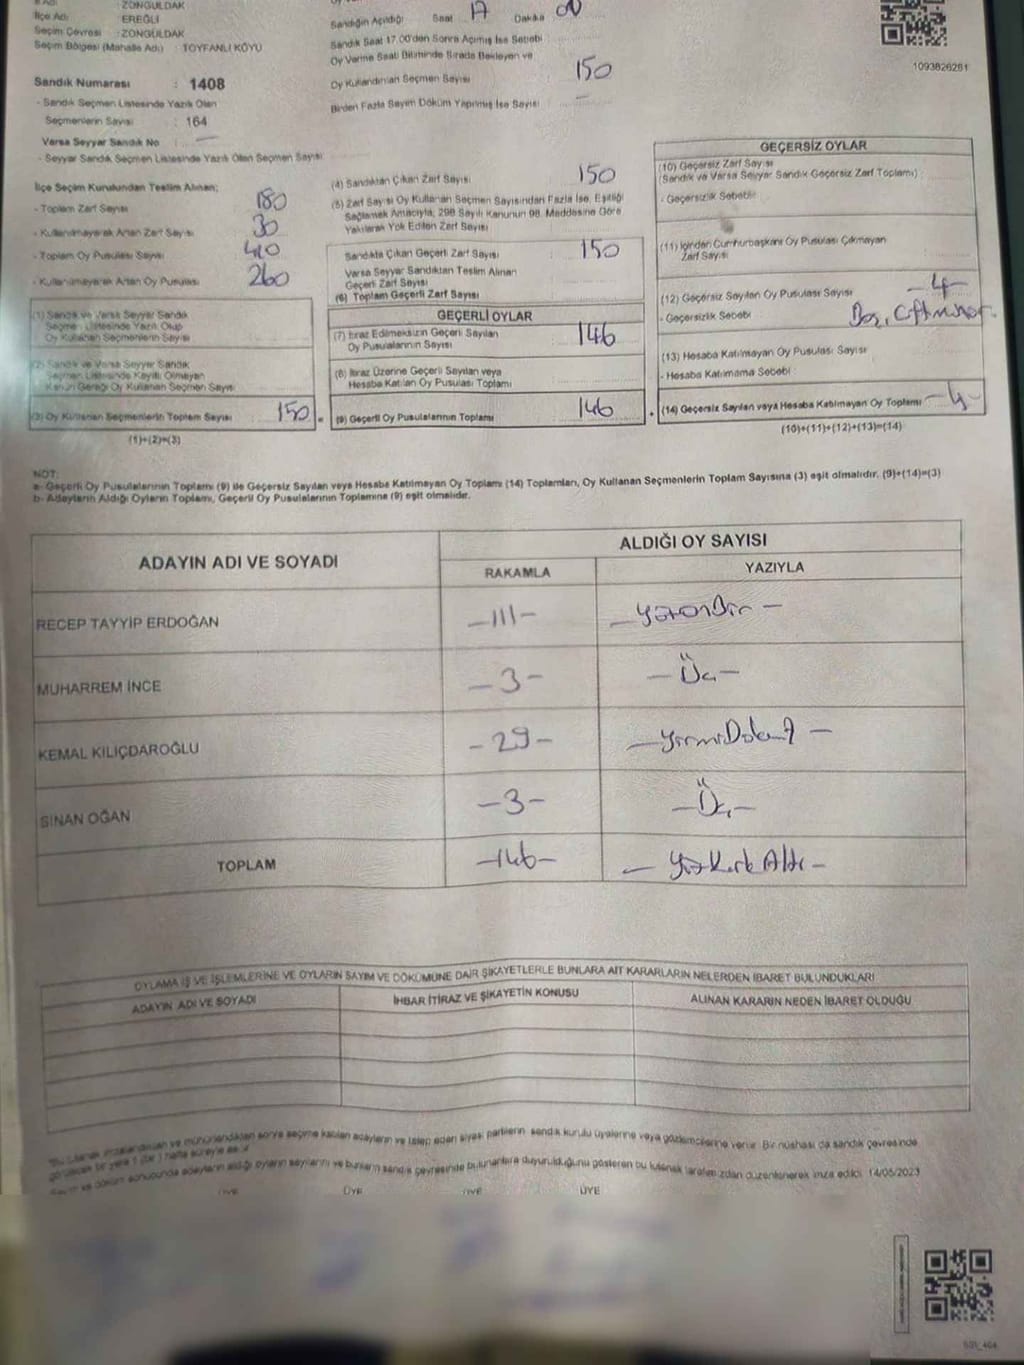 : ZONGULDAK
İlçe Adı : EREĞLİ
Seçim Çevresi : ZONGULDAK
Seçim Bölgesi (Mahalle Adı) : TOYFANLI KÖYÜ
Sandık Numarası : 1408
- Sandık Seçmen Listesinde Yazılı Olan
Seçmenlerin Sayısı : 164
Varsa Seyyar Sandık No :
- Seyyar Sandık Seçmen Listesinde Yazılı Olan Seçmen Sayısı
Sandığın Açıldığı Saat 17 Dakika 00
Sandık Saat 17.00'den Sonra Açılmış İse Sebebi :
Oy Verme Saati Bitiminde Sırada Bekleyen ve
Oy Kullandırılan Seçmen Sayısı : 150
Birden Fazla Sayım Döküm Yapılmış İse Sayısı : -
1093826281
İlçe Seçim Kurulundan Teslim Alınan;
- Toplam Zarf Sayısı : 180
- Kullanılmayarak Artan Zarf Sayısı : 30
- Toplam Oy Pusulası Sayısı : 410
- Kullanılmayarak Artan Oy Pusulası : 260
(1) Sandık ve Varsa Seyyar Sandık
Seçmen Listesinde Yazılı Olup
Oy Kullanan Seçmenlerin Sayısı
(2) Sandık ve Varsa Seyyar Sandık
Seçmen Listesinde Kayıtlı Olmayan
Kanun Gereği Oy Kullanan Seçmen Sayısı
(3) Oy Kullanan Seçmenlerin Toplam Sayısı : 150 =
(1)+(2)=(3)
(4) Sandıktan Çıkan Zarf Sayısı : 150
(5) Zarf Sayısı Oy Kullanan Seçmen Sayısından Fazla İse, Eşitliği
Sağlamak Amacıyla, 298 Sayılı Kanunun 98. Maddesine Göre
Yakılarak Yok Edilen Zarf Sayısı
Sandıkta Çıkan Geçerli Zarf Sayısı : 150
Varsa Seyyar Sandıktan Teslim Alınan
Geçerli Zarf Sayısı
(6) Toplam Geçerli Zarf Sayısı
GEÇERLİ OYLAR
(7) İtiraz Edilmeksizin Geçerli Sayılan
Oy Pusulalarının Sayısı : 146
(8) İtiraz Üzerine Geçerli Sayılan veya
Hesaba Katılan Oy Pusulası Toplamı
(9) Geçerli Oy Pusulalarının Toplamı : 146
GEÇERSİZ OYLAR
(10) Geçersiz Zarf Sayısı
(Sandık ve Varsa Seyyar Sandık Geçersiz Zarf Toplamı) :
- Geçersizlik Sebebi :
(11) İçinden Cumhurbaşkanı Oy Pusulası Çıkmayan
Zarf Sayısı
(12) Geçersiz Sayılan Oy Pusulası Sayısı : -4-
- Geçersizlik Sebebi : Boş,
(13) Hesaba Katılmayan Oy Pusulası Sayısı
- Hesaba Katılmama Sebebi :
(14) Geçersiz Sayılan veya Hesaba Katılmayan Oy Toplamı -4-
(10)+(11)+(12)+(13)=(14)
NOT:
a- Geçerli Oy Pusulalarının Toplamı (9) ile Geçersiz Sayılan veya Hesaba Katılmayan Oy Toplamı (14) Toplamları, Oy Kullanan Seçmenlerin Toplam Sayısına (3) eşit olmalıdır. (9)+(14)=(3)
b- Adayların Aldığı Oyların Toplamı, Geçerli Oy Pusulalarının Toplamına (9) eşit olmalıdır.
ADAYIN ADI VE SOYADI
ALDIĞI OY SAYISI
RAKAMLA YAZIYLA
RECEP TAYYİP ERDOĞAN -111- -Yüzonbir-
MUHARREM İNCE -3- -Üç-
KEMAL KILIÇDAROĞLU -29- -YirmiDokuz-
SİNAN OĞAN -3- -Üç-
TOPLAM -146- -YüzKırkAltı-
OYLAMA İŞ VE İŞLEMLERİNE VE OYLARIN SAYIM VE DÖKÜMÜNE DAİR ŞİKAYETLERLE BUNLARA AİT KARARLARIN NELERDEN İBARET BULUNDUKLARI
ADAYIN ADI VE SOYADI İHBAR İTİRAZ VE ŞİKAYETİN KONUSU ALINAN KARARIN NEDEN İBARET OLDUĞU
ve mühürlendikten sonra seçime katılan adayların ve talep eden siyasi partilerin sandık kurulu üyelerine veya gözlemcilerine verilir. Bir nüshası da sandık çevresinde
görülecek bir yere 1 (bir) hafta süreyle asılır
Sayım ve döküm sonucunda adayların aldığı oyların sayılarını ve bunların sandık çevresinde bulunanlara duyurulduğunu gösteren bu tutanak tarafımızdan düzenlenerek imza edildi. 14/05/2023
ÜYE ÜYE ÜYE ÜYE